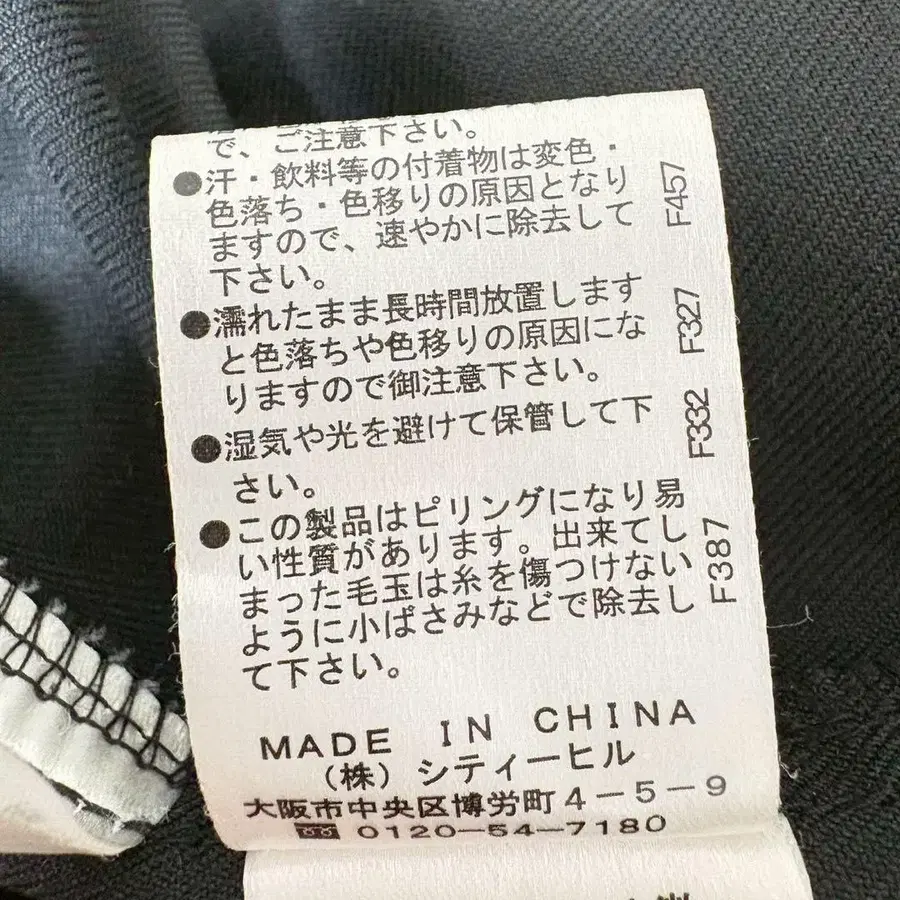 で、ご注意下さい。
●汗・飲料等の付着物は変色・
色落ち・色移りの原因となり
ますので、速やかに除去して
下さい。
F457
●濡れたまま長時間放置します
と色落ちや色移りの原因にな
りますので御注意下さい。
F327
●湿気や光を避けて保管して下
さい。
F332
●この製品はピリングになり易
い性質があります。出来てし
まった毛玉は糸を傷つけない
ように小ぱさみなどで除去し
て下さい。
F387
MADE IN CHINA
(株) シティーヒル
大阪市中央区博労町4-5-9
0120-54-7180